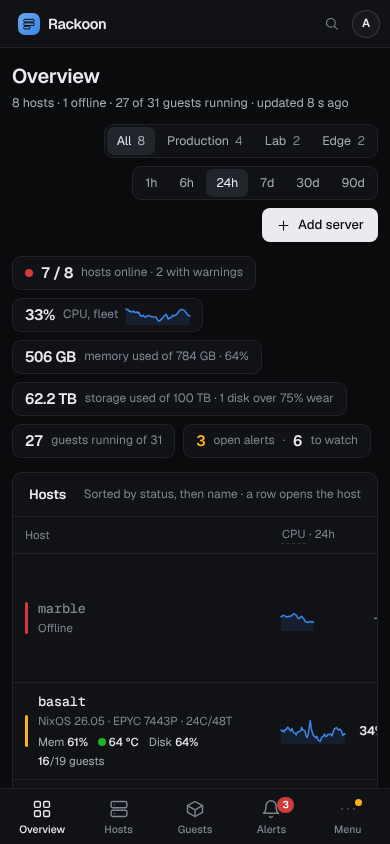 Rackoon
A
Overview
8 hosts · 1 offline · 27 of 31 guests running · updated 8 s ago
All 8 Production 4 Lab 2 Edge 2
1h 6h 24h 7d 30d 90d
+ Add server
7 / 8 hosts online · 2 with warnings
33% CPU, fleet
506 GB memory used of 784 GB · 64%
62.2 TB storage used of 100 TB · 1 disk over 75% wear
27 guests running of 31
3 open alerts · 6 to watch
Hosts Sorted by status, then name · a row opens the host
Host CPU · 24h
marble
Offline
basalt
NixOS 26.05 · EPYC 7443P · 24C/48T
Mem 61% 64 °C Disk 64%
16/19 guests
34%
3
Overview Hosts Guests Alerts Menu